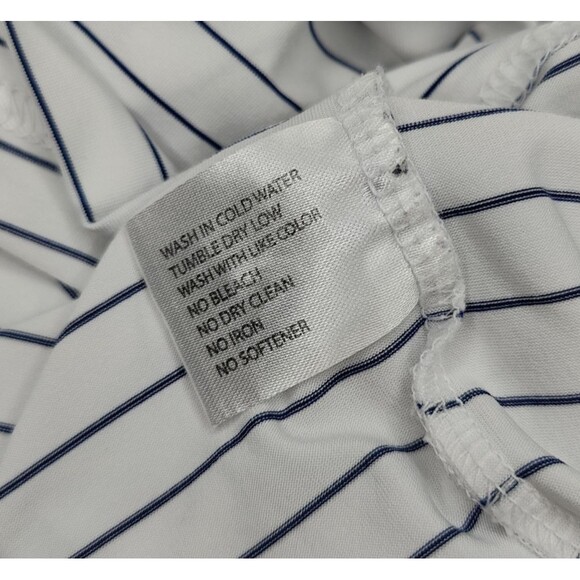 WASH IN COLD WATER
TUMBLE DRY LOW
WASH WITH LIKE COLOR
NO BLEACH
NO DRY CLEAN
NO IRON
NO SOFTENER